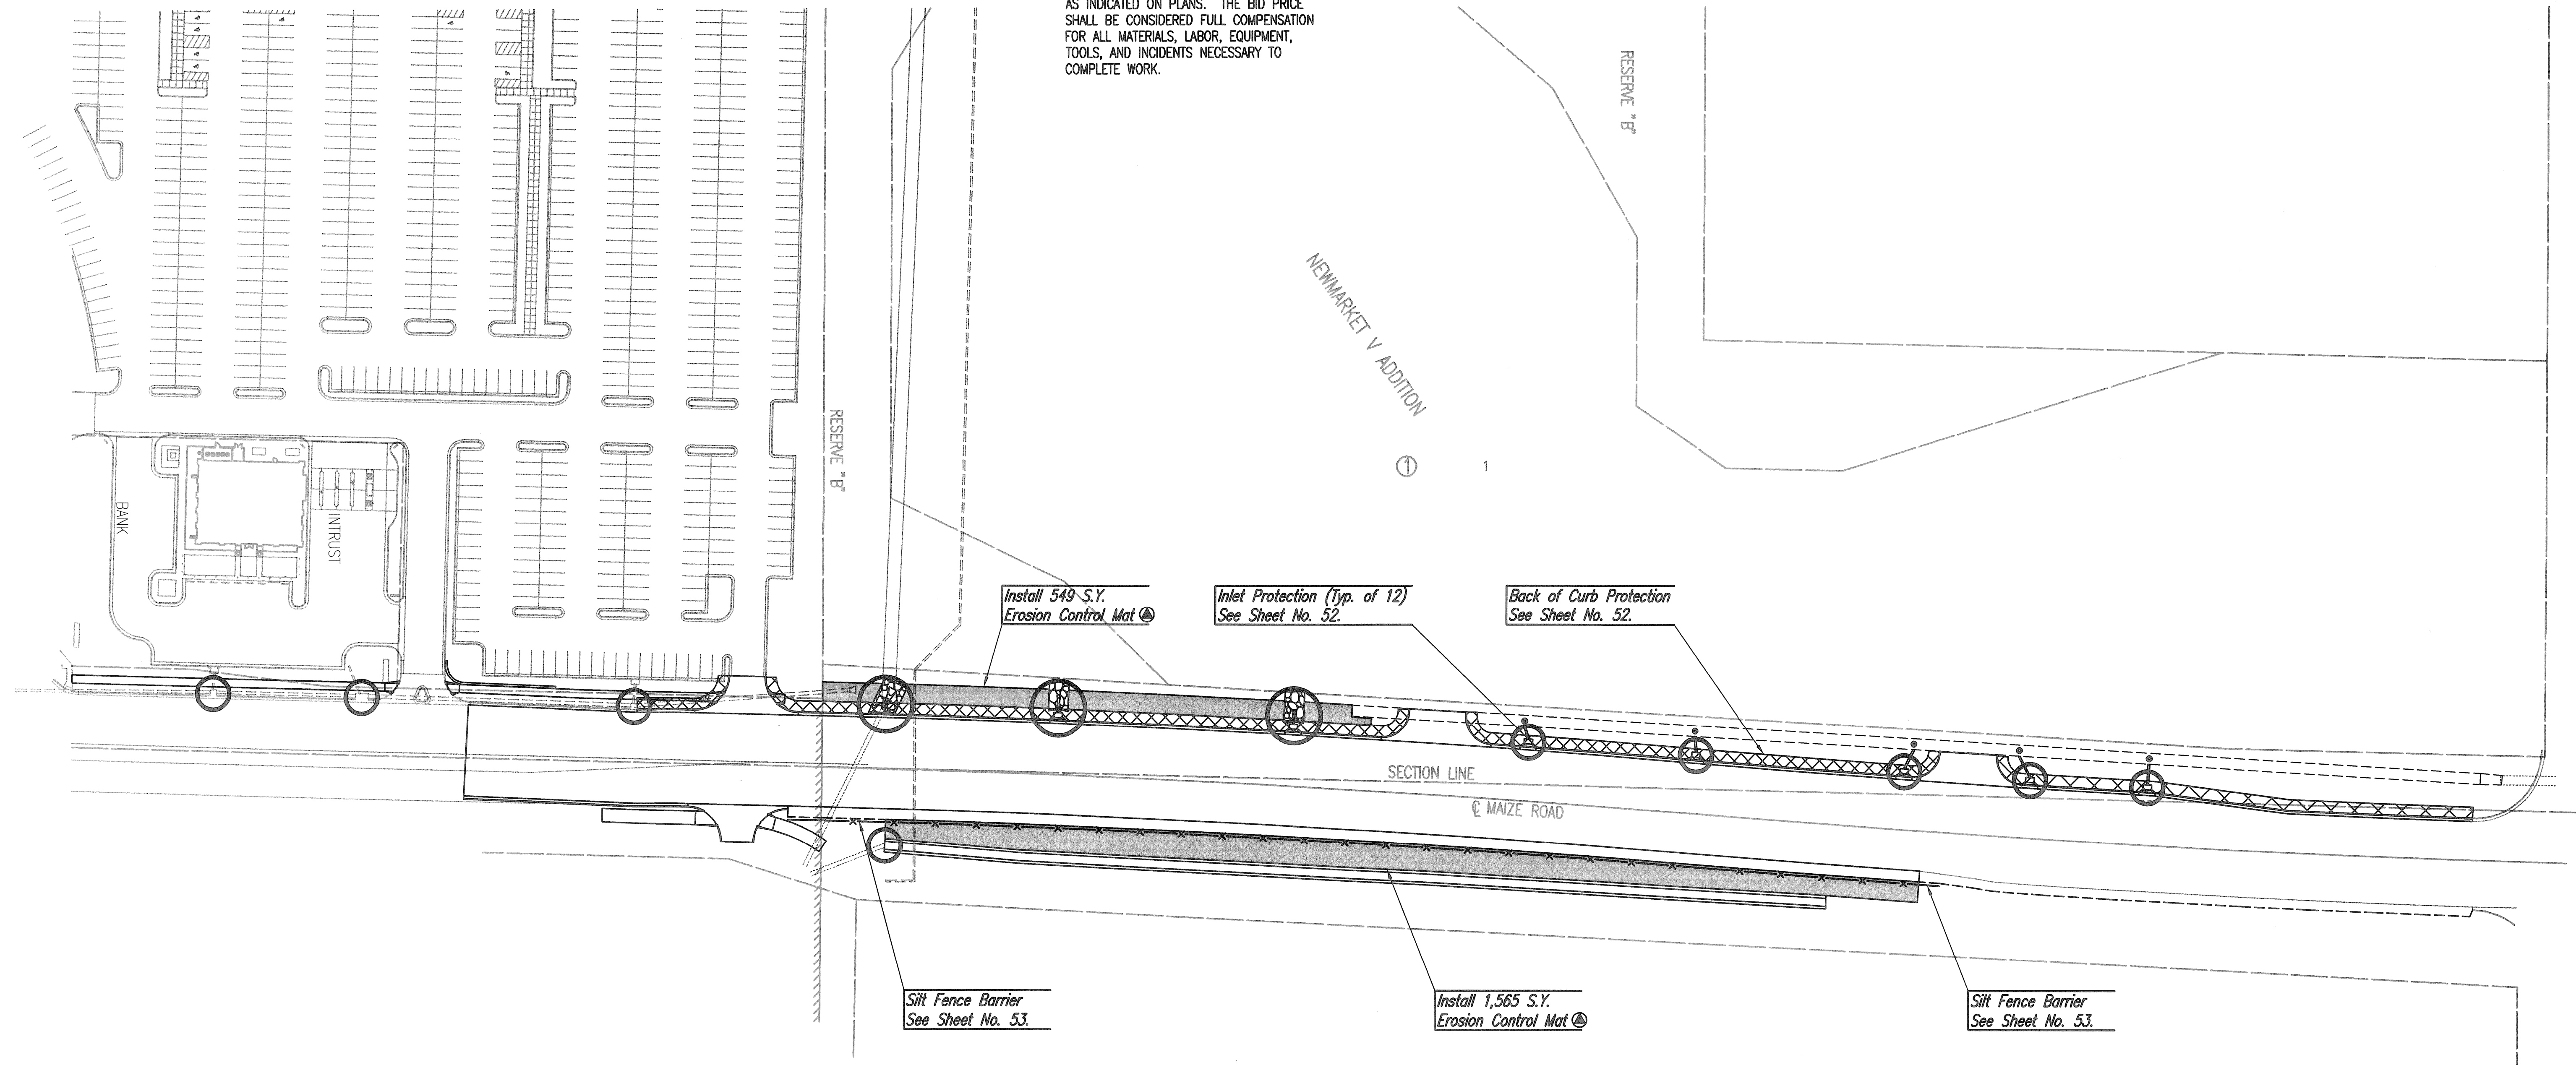 AS INDICATED ON PLANS. THE BID PRICE
SHALL BE CONSIDERED FULL COMPENSATION
FOR ALL MATERIALS, LABOR, EQUIPMENT,
TOOLS, AND INCIDENTS NECESSARY TO
COMPLETE WORK.
RESERVE "B"
NEWMARKET V ADDITION
RESERVE "B"
1
1
BANK
INTRUST
Install 549 S.Y.
Erosion Control Mat
Inlet Protection (Typ. of 12)
See Sheet No. 52.
Back of Curb Protection
See Sheet No. 52.
SECTION LINE
℄ MAIZE ROAD
Silt Fence Barrier
See Sheet No. 53.
Install 1,565 S.Y.
Erosion Control Mat
Silt Fence Barrier
See Sheet No. 53.